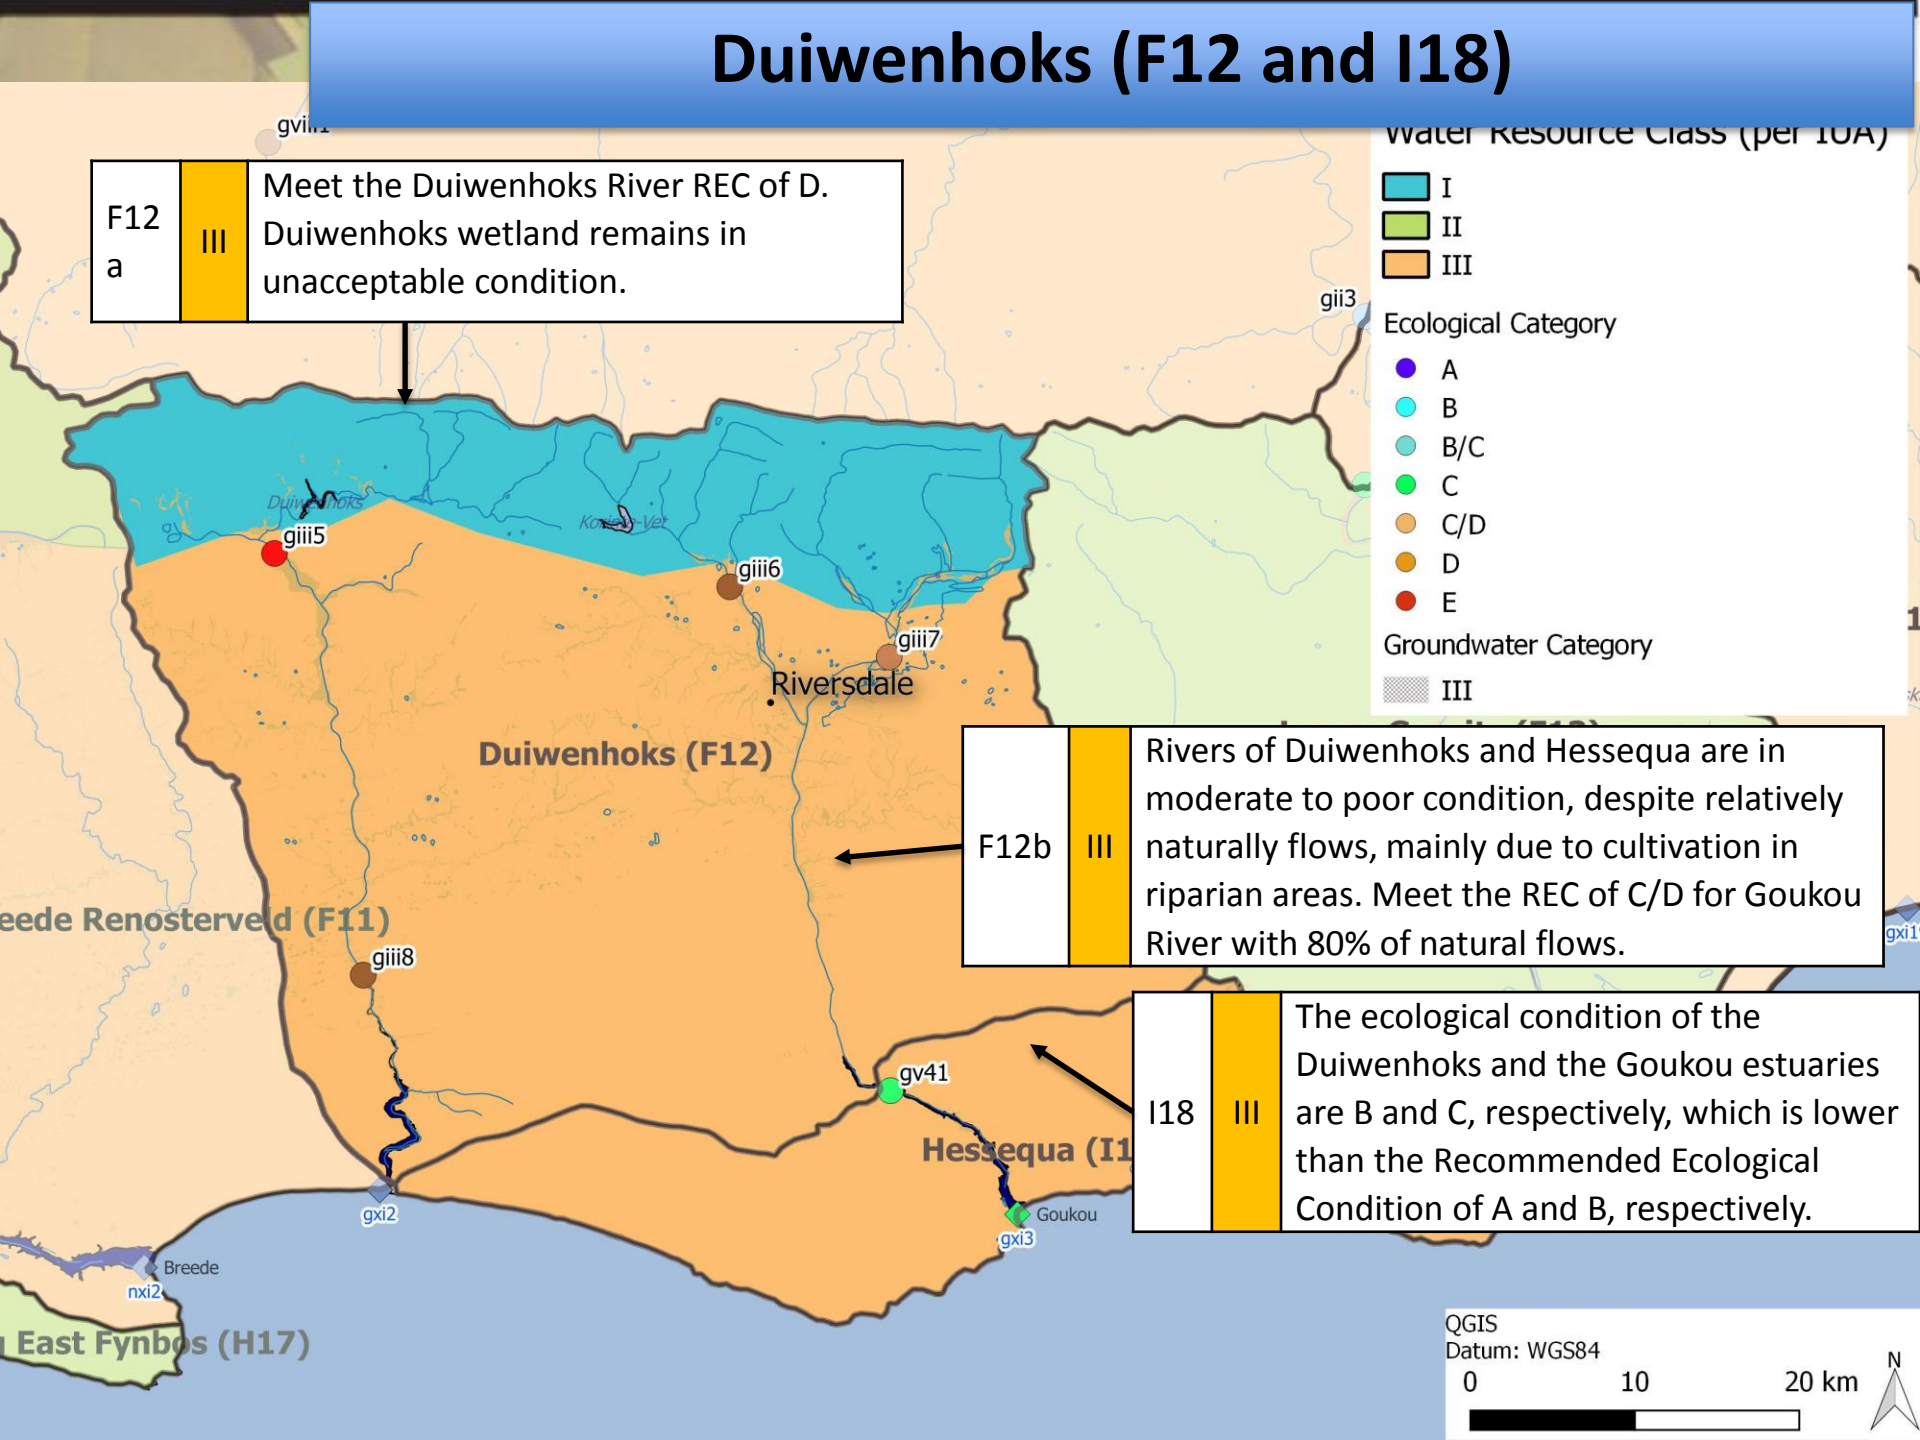 Duiwenhoks (F12 and I18)
Water Resource Class (per IUA)
I
II
III
Ecological Category
A
B
B/C
C
C/D
D
E
Groundwater Category
III
F12
a
III
Meet the Duiwenhoks River REC of D.
Duiwenhoks wetland remains in
unacceptable condition.
gii3
Duiwenhoks
giii5
giii6
giii7
Riversdale
Duiwenhoks (F12)
F12b
III
Rivers of Duiwenhoks and Hessequa are in
moderate to poor condition, despite relatively
naturally flows, mainly due to cultivation in
riparian areas. Meet the REC of C/D for Goukou
River with 80% of natural flows.
eede Renosterveld (F11)
giii8
gxi1
gv41
Hessequa (I1
I18
III
The ecological condition of the
Duiwenhoks and the Goukou estuaries
are B and C, respectively, which is lower
than the Recommended Ecological
Condition of A and B, respectively.
gxi2
Goukou
gxi3
Breede
nxi2
East Fynbos (H17)
QGIS
Datum: WGS84
0 10 20 km
N